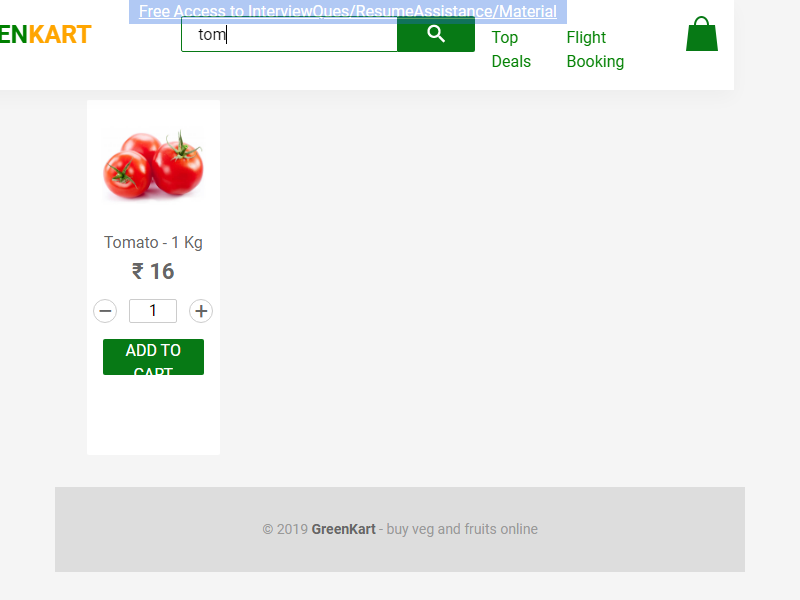 Free Access to InterviewQues/ResumeAssistance/Material
ENKART
tom
Top
Deals
Flight
Booking
Tomato - 1 Kg
₹ 16
1
ADD TO
CART
© 2019 GreenKart - buy veg and fruits online